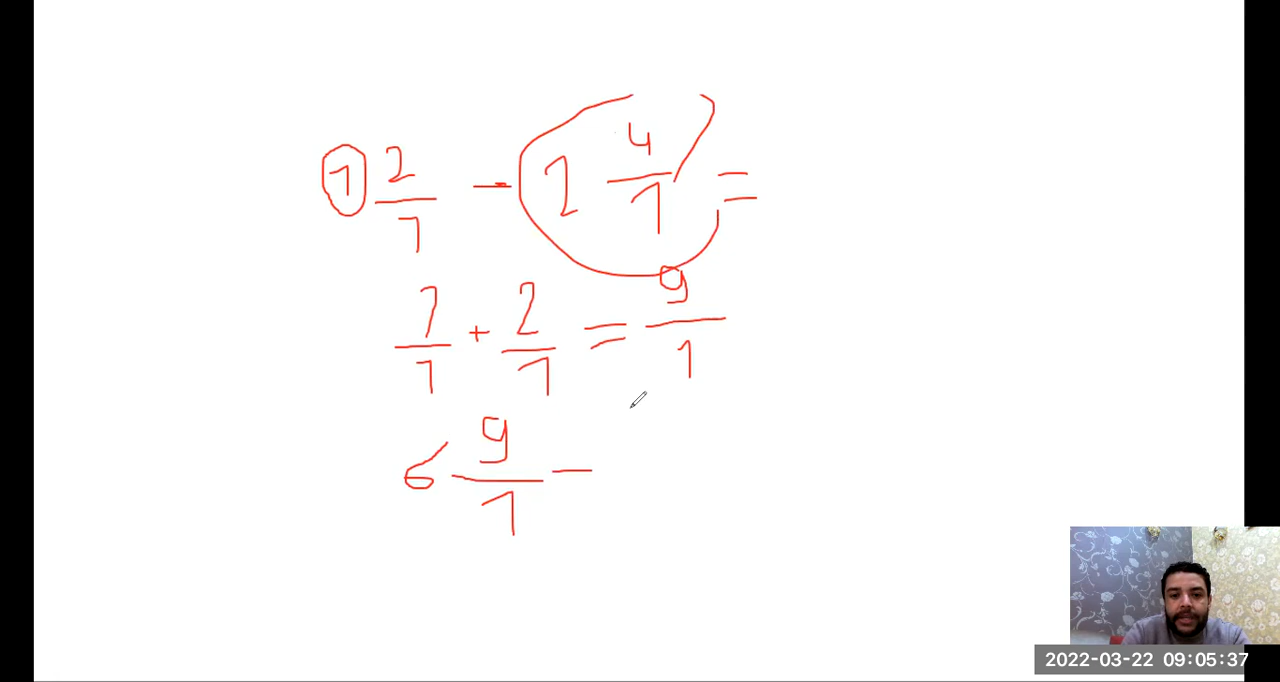 7 2/7 - 2 4/7 =
7/7 + 2/7 = 9/7
6 9/7 -
2022-03-22 09:05:37